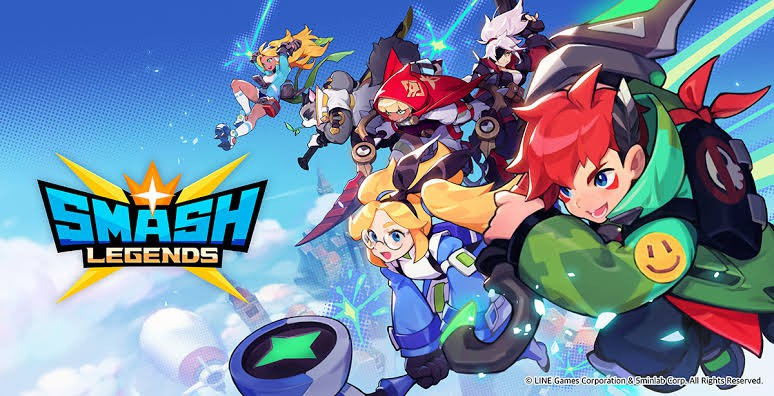 SMASH
LEGENDS
© LINE Games Corporation & 5minlab Corp. All Rights Reserved.